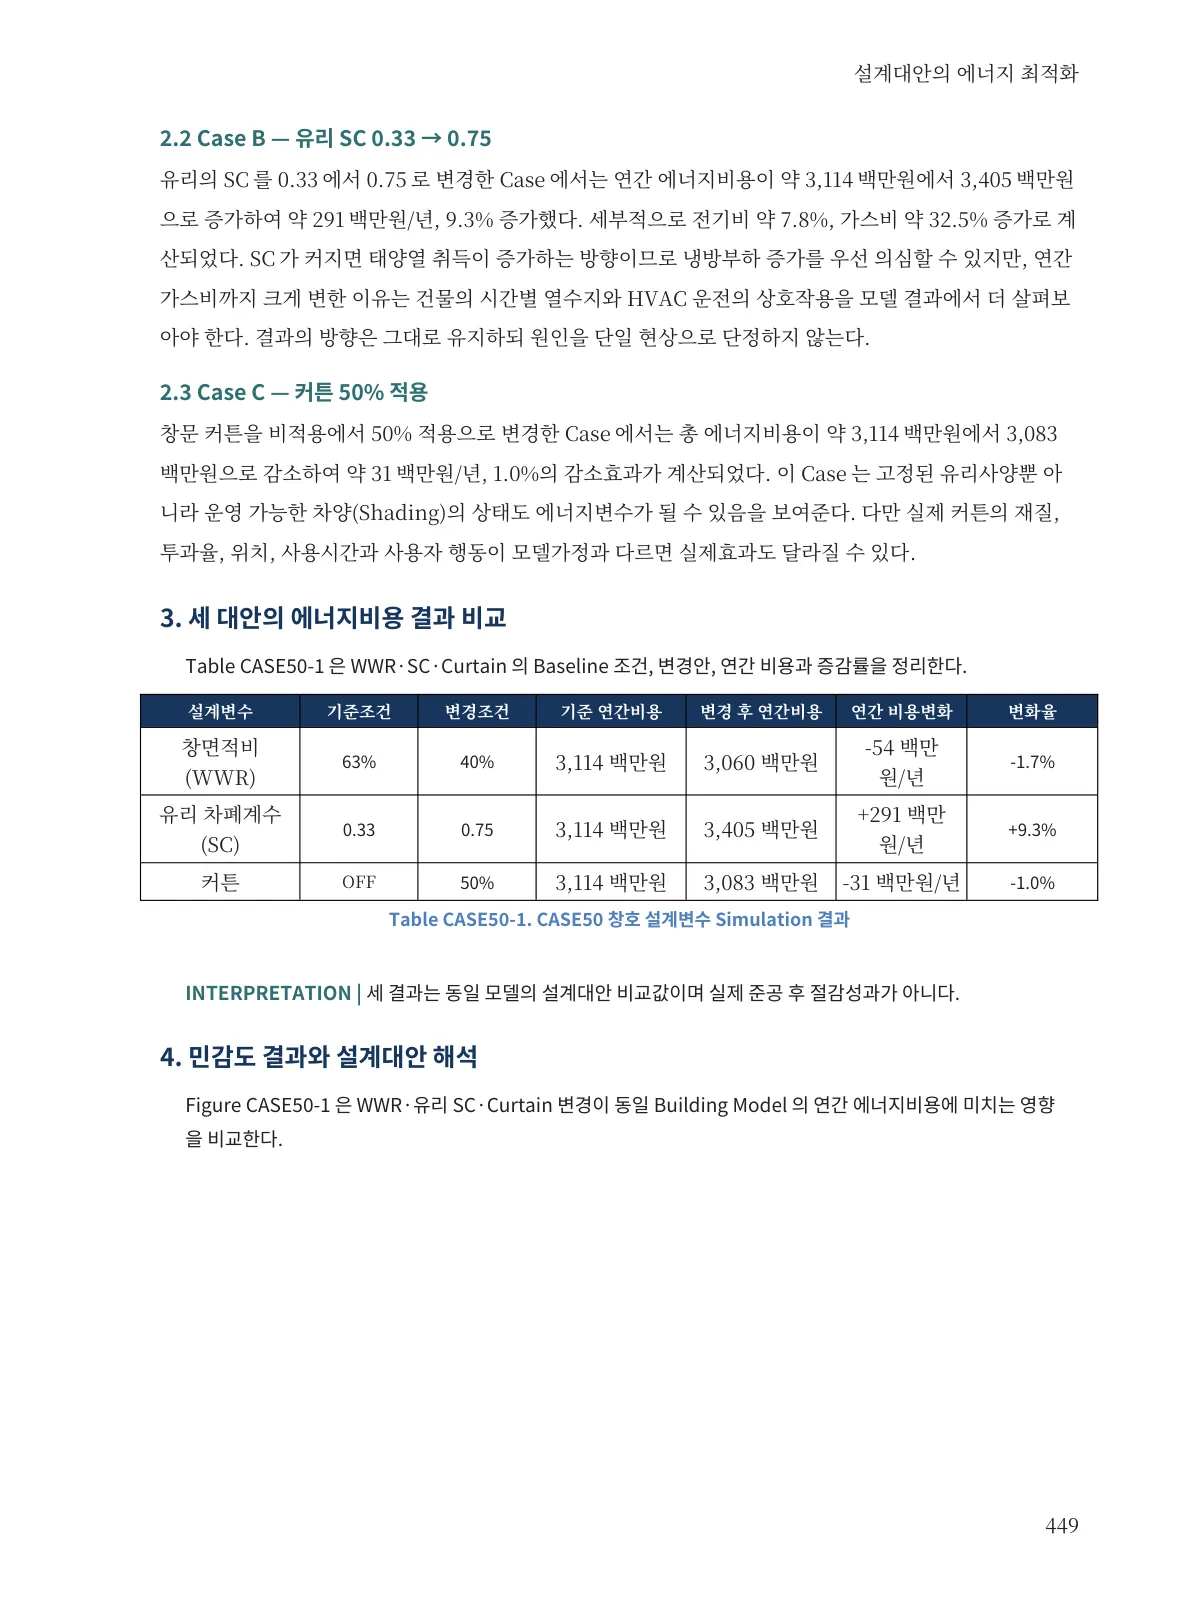 설계대안의 에너지 최적화
2.2 Case B — 유리 SC 0.33 → 0.75
유리의 SC 를 0.33 에서 0.75 로 변경한 Case 에서는 연간 에너지비용이 약 3,114 백만원에서 3,405 백만원
으로 증가하여 약 291 백만원/년, 9.3% 증가했다. 세부적으로 전기비 약 7.8%, 가스비 약 32.5% 증가로 계
산되었다. SC 가 커지면 태양열 취득이 증가하는 방향이므로 냉방부하 증가를 우선 의심할 수 있지만, 연간
가스비까지 크게 변한 이유는 건물의 시간별 열수지와 HVAC 운전의 상호작용을 모델 결과에서 더 살펴보
아야 한다. 결과의 방향은 그대로 유지하되 원인을 단일 현상으로 단정하지 않는다.
2.3 Case C — 커튼 50% 적용
창문 커튼을 비적용에서 50% 적용으로 변경한 Case 에서는 총 에너지비용이 약 3,114 백만원에서 3,083
백만원으로 감소하여 약 31 백만원/년, 1.0%의 감소효과가 계산되었다. 이 Case 는 고정된 유리사양뿐 아
니라 운영 가능한 차양(Shading)의 상태도 에너지변수가 될 수 있음을 보여준다. 다만 실제 커튼의 재질,
투과율, 위치, 사용시간과 사용자 행동이 모델가정과 다르면 실제효과도 달라질 수 있다.
3. 세 대안의 에너지비용 결과 비교
Table CASE50-1 은 WWR·SC·Curtain 의 Baseline 조건, 변경안, 연간 비용과 증감률을 정리한다.
설계변수 기준조건 변경조건 기준 연간비용 변경 후 연간비용 연간 비용변화 변화율
창면적비 -54 백만
63% 40% 3,114 백만원 3,060 백만원 -1.7%
(WWR) 원/년
유리 차폐계수 +291 백만
0.33 0.75 3,114 백만원 3,405 백만원 +9.3%
(SC) 원/년
커튼 OFF 50% 3,114 백만원 3,083 백만원 -31 백만원/년 -1.0%
Table CASE50-1. CASE50 창호 설계변수 Simulation 결과
INTERPRETATION | 세 결과는 동일 모델의 설계대안 비교값이며 실제 준공 후 절감성과가 아니다.
4. 민감도 결과와 설계대안 해석
Figure CASE50-1 은 WWR·유리 SC·Curtain 변경이 동일 Building Model 의 연간 에너지비용에 미치는 영향
을 비교한다.
449